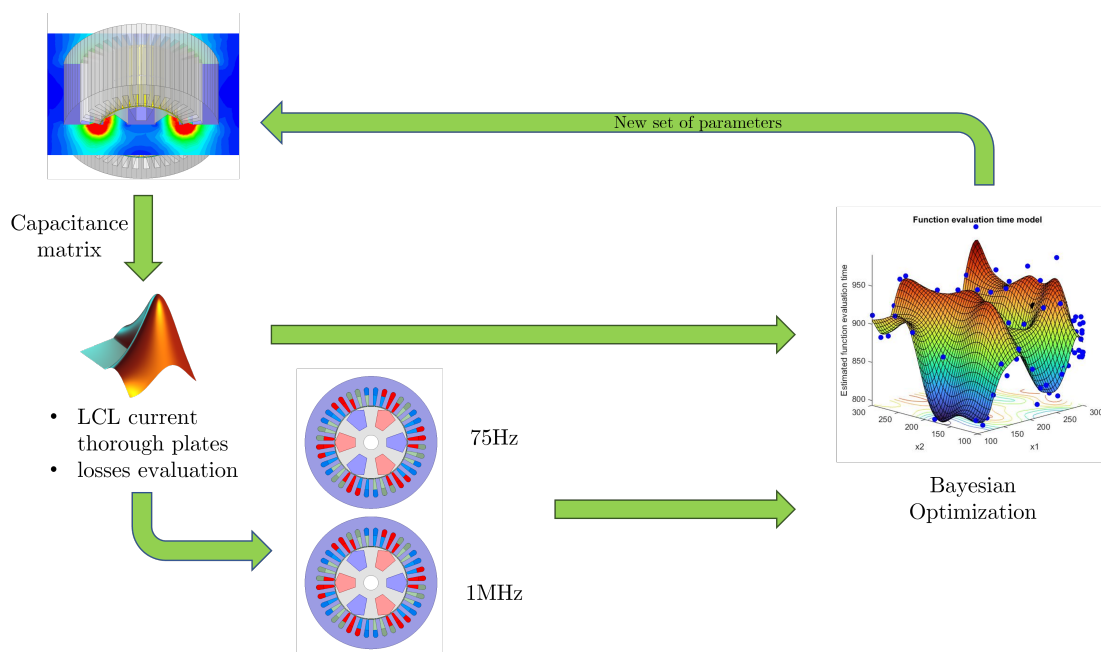 New set of parameters
Capacitance
matrix
• LCL current
thorough plates
• losses evaluation
75Hz
1MHz
Function evaluation time model
Estimated function evaluation time
950
900
850
800
300
250
200
150
100
x2
100
150
200
250
300
x1
Bayesian
Optimization